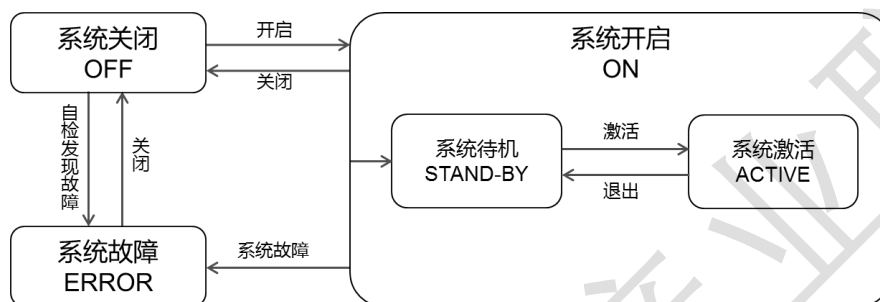 系统关闭
OFF
开启
关闭
系统开启
ON
自检发现故障
关闭
系统待机
STAND-BY
激活
退出
系统激活
ACTIVE
系统故障
ERROR
系统故障